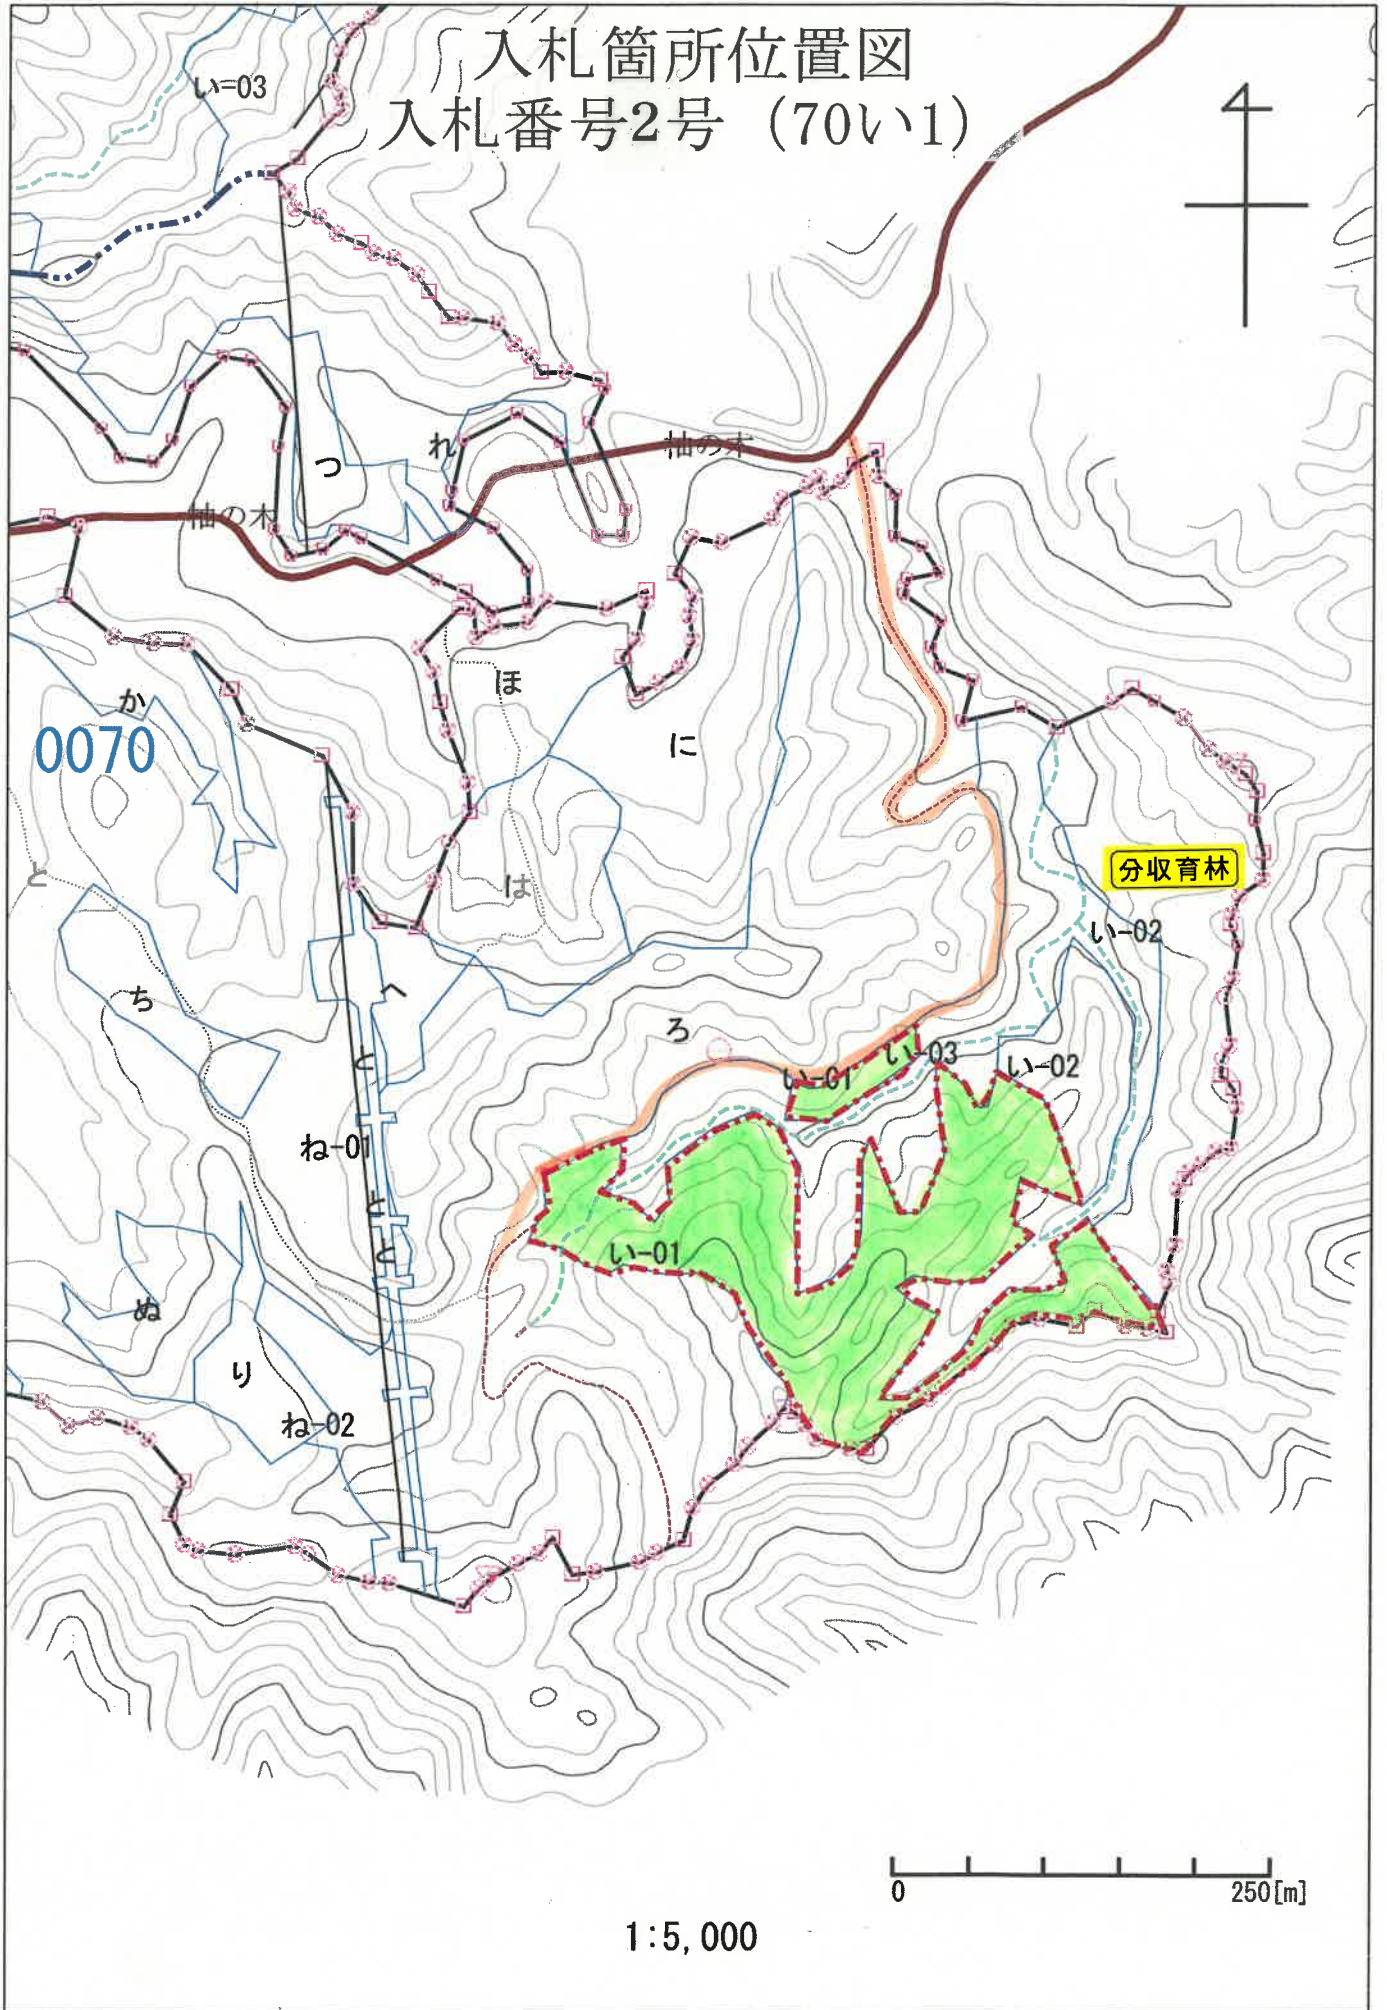 入札箇所位置図
入札番号2号（70い1）
い=03
つ
れ
柚の木
柚の木
ほ
か
に
0070
と
は
分収育林
い-02
ち
へ
ろ
い-03
い-01
い-02
と
ね-01
と
と
い-01
ぬ
り
ね-02
0
250[m]
1:5,000